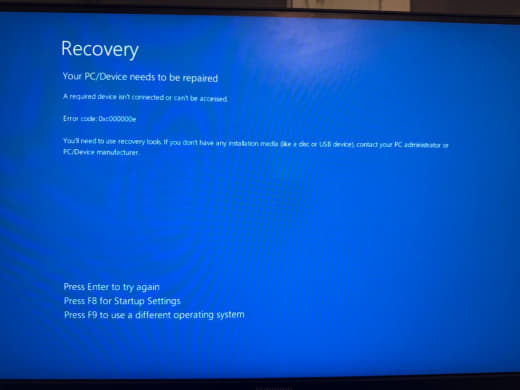 Recovery
Your PC/Device needs to be repaired
A required device isn't connected or can't be accessed.
Error code: 0xc000000e
You'll need to use recovery tools. If you don't have any installation media (like a disc or USB device), contact your PC administrator or
PC/Device manufacturer.
Press Enter to try again
Press F8 for Startup Settings
Press F9 to use a different operating system